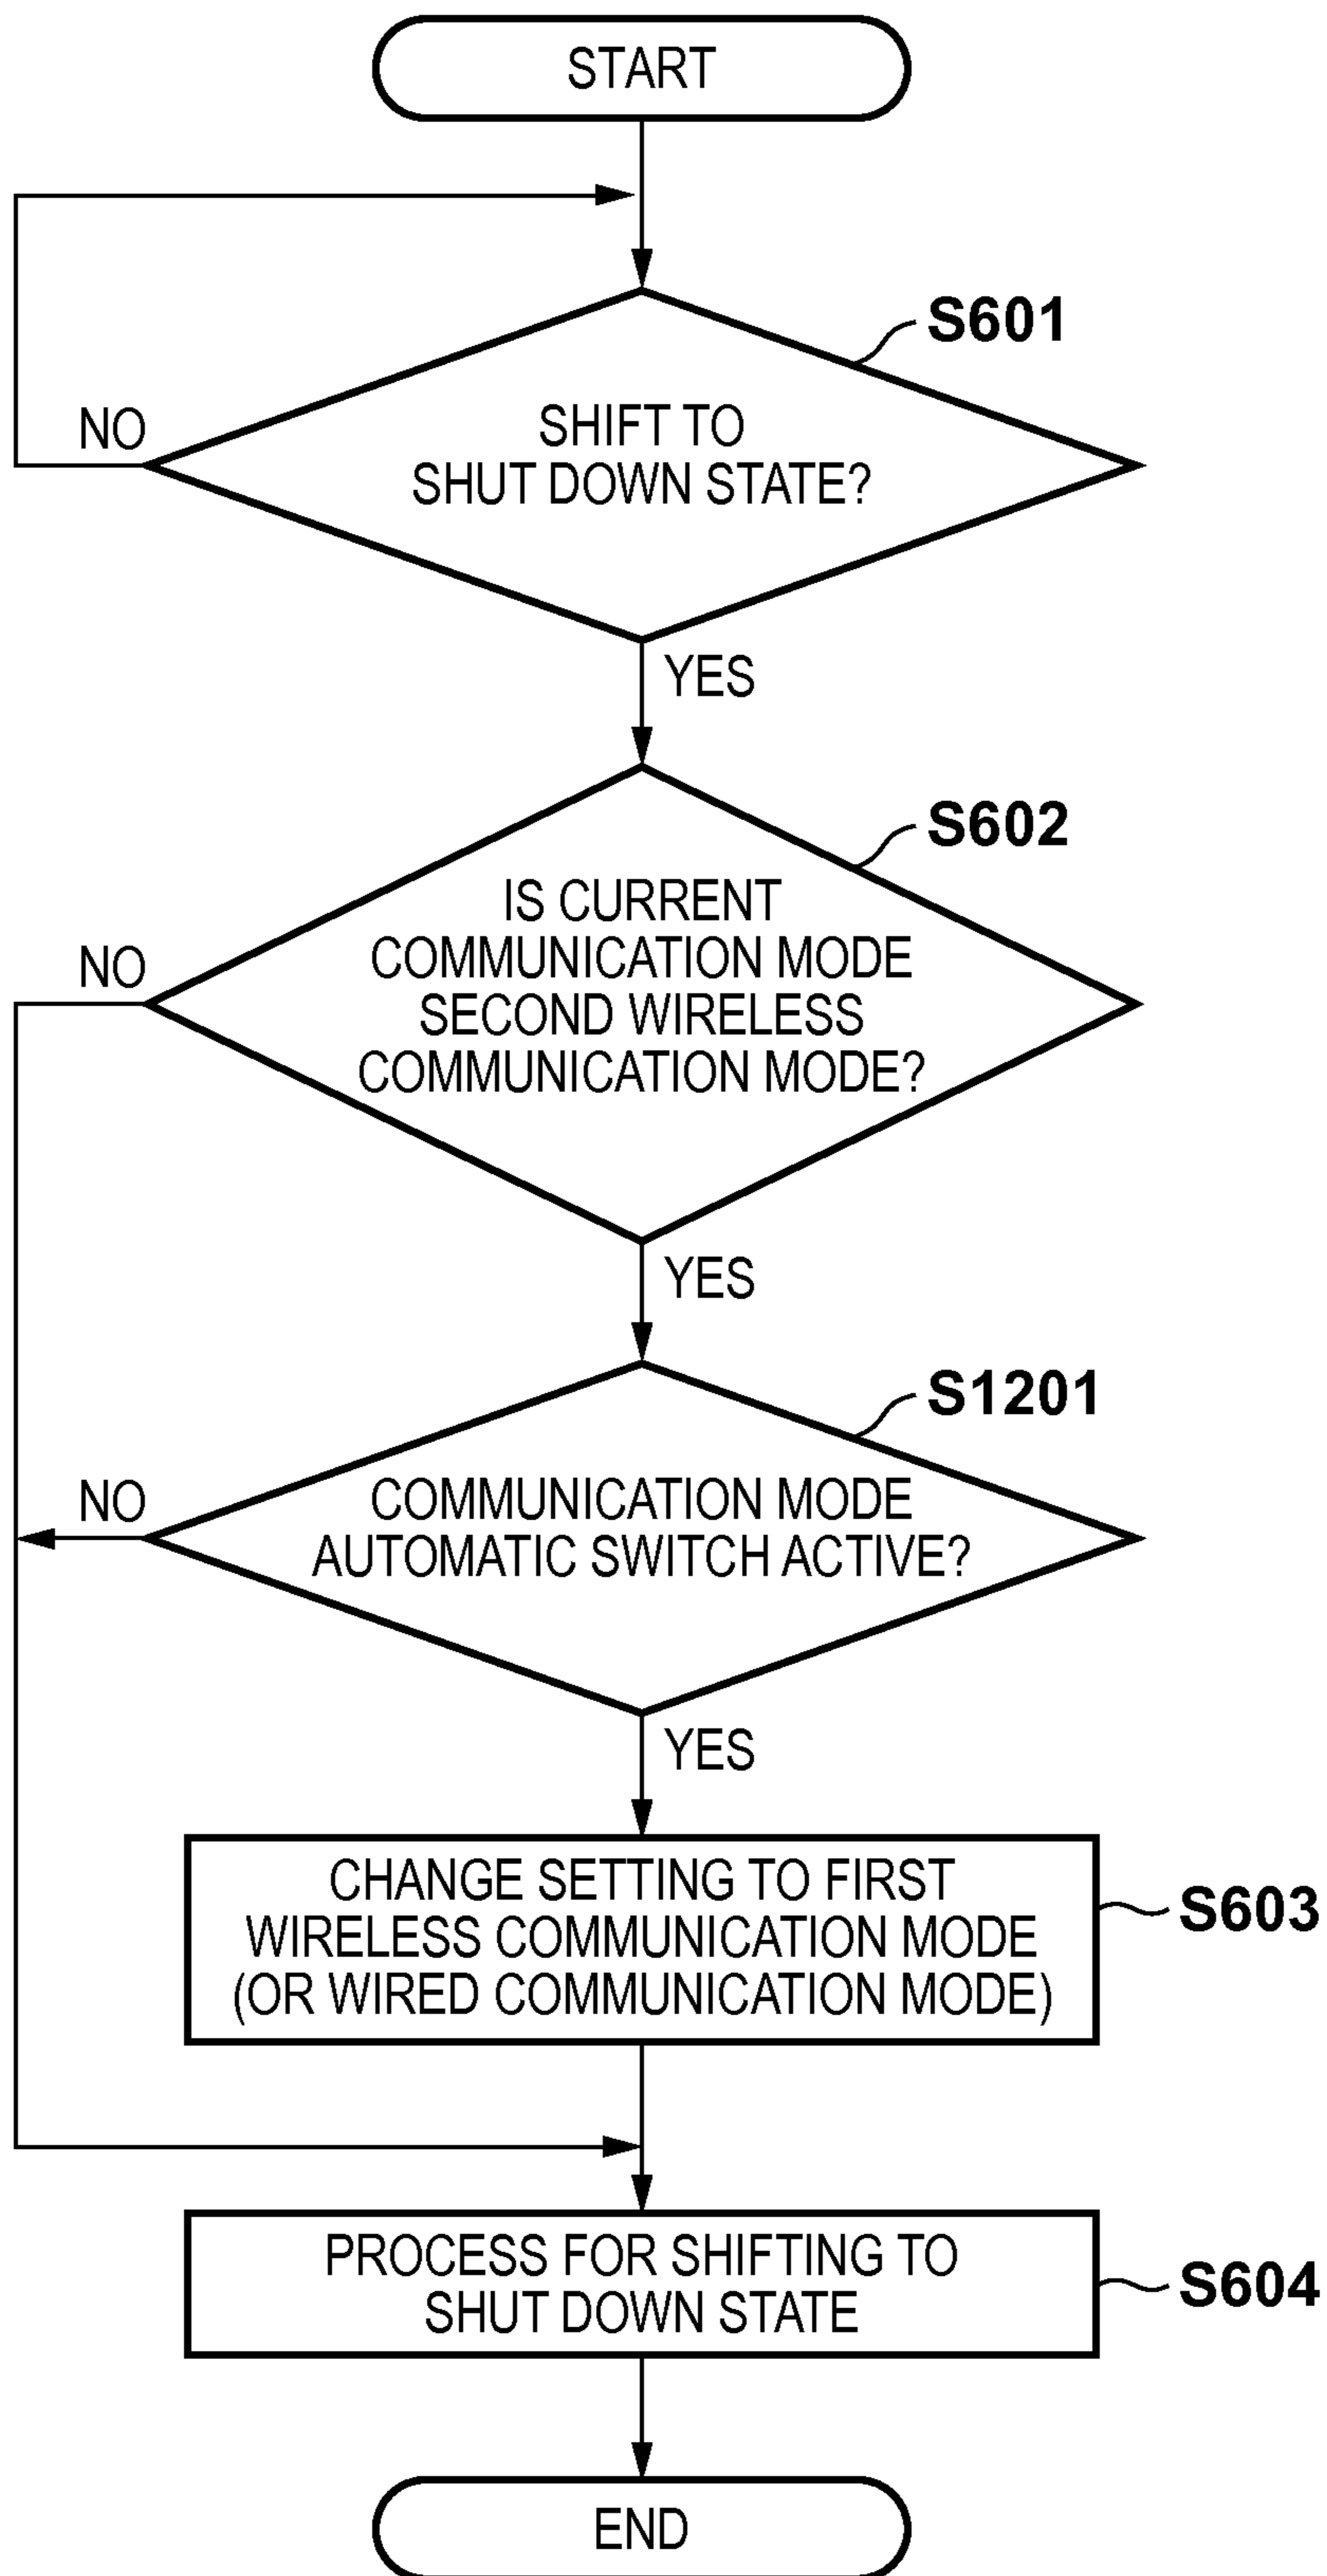 START
S601
SHIFT TO
SHUT DOWN STATE?
NO
YES
S602
IS CURRENT
COMMUNICATION MODE
SECOND WIRELESS
COMMUNICATION MODE?
NO
YES
S1201
COMMUNICATION MODE
AUTOMATIC SWITCH ACTIVE?
NO
YES
CHANGE SETTING TO FIRST
WIRELESS COMMUNICATION MODE
(OR WIRED COMMUNICATION MODE)
S603
PROCESS FOR SHIFTING TO
SHUT DOWN STATE
S604
END